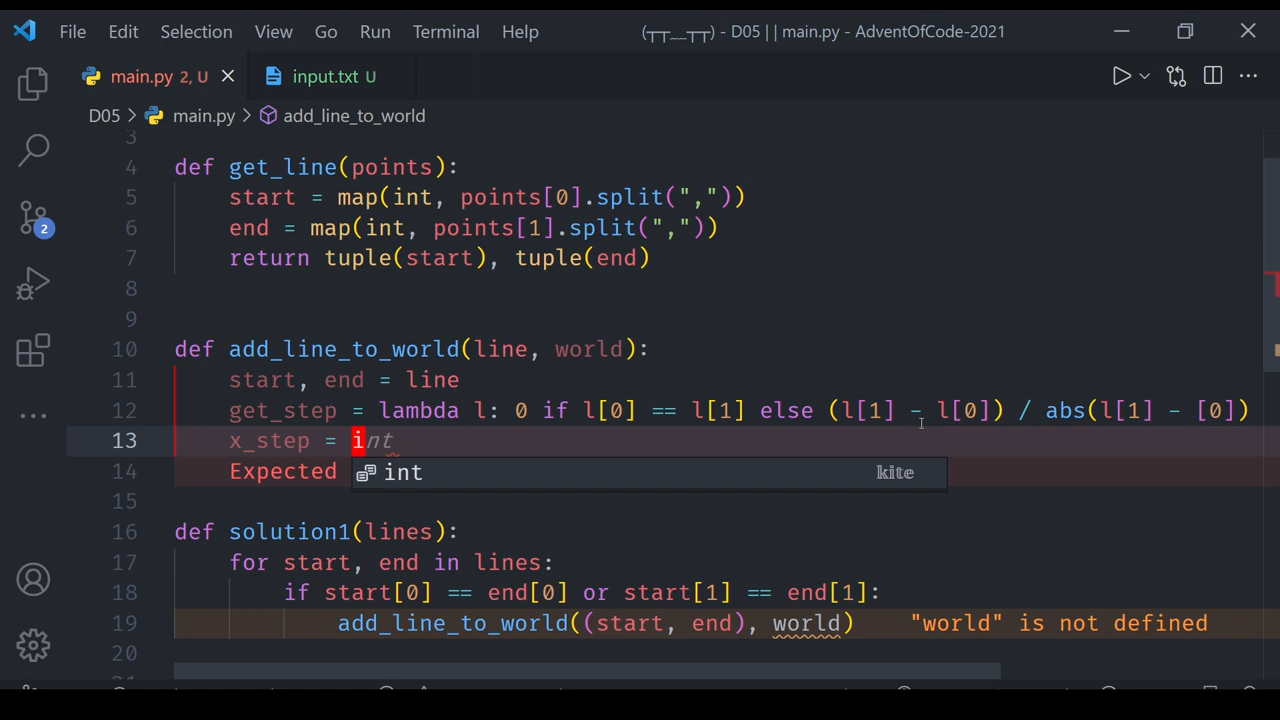 File Edit Selection View Go Run Terminal Help (┬┬﹏┬┬) - D05 || main.py - AdventOfCode-2021
main.py 2, U × input.txt U
D05 > main.py > add_line_to_world
3
4 def get_line(points):
5 start = map(int, points[0].split(","))
6 end = map(int, points[1].split(","))
7 return tuple(start), tuple(end)
8
9
10 def add_line_to_world(line, world):
11 start, end = line
12 get_step = lambda l: 0 if l[0] == l[1] else (l[1] - l[0]) / abs(l[1] - [0])
13 x_step = int
14 Expected int kite
15
16 def solution1(lines):
17 for start, end in lines:
18 if start[0] == end[0] or start[1] == end[1]:
19 add_line_to_world((start, end), world) "world" is not defined
20
2